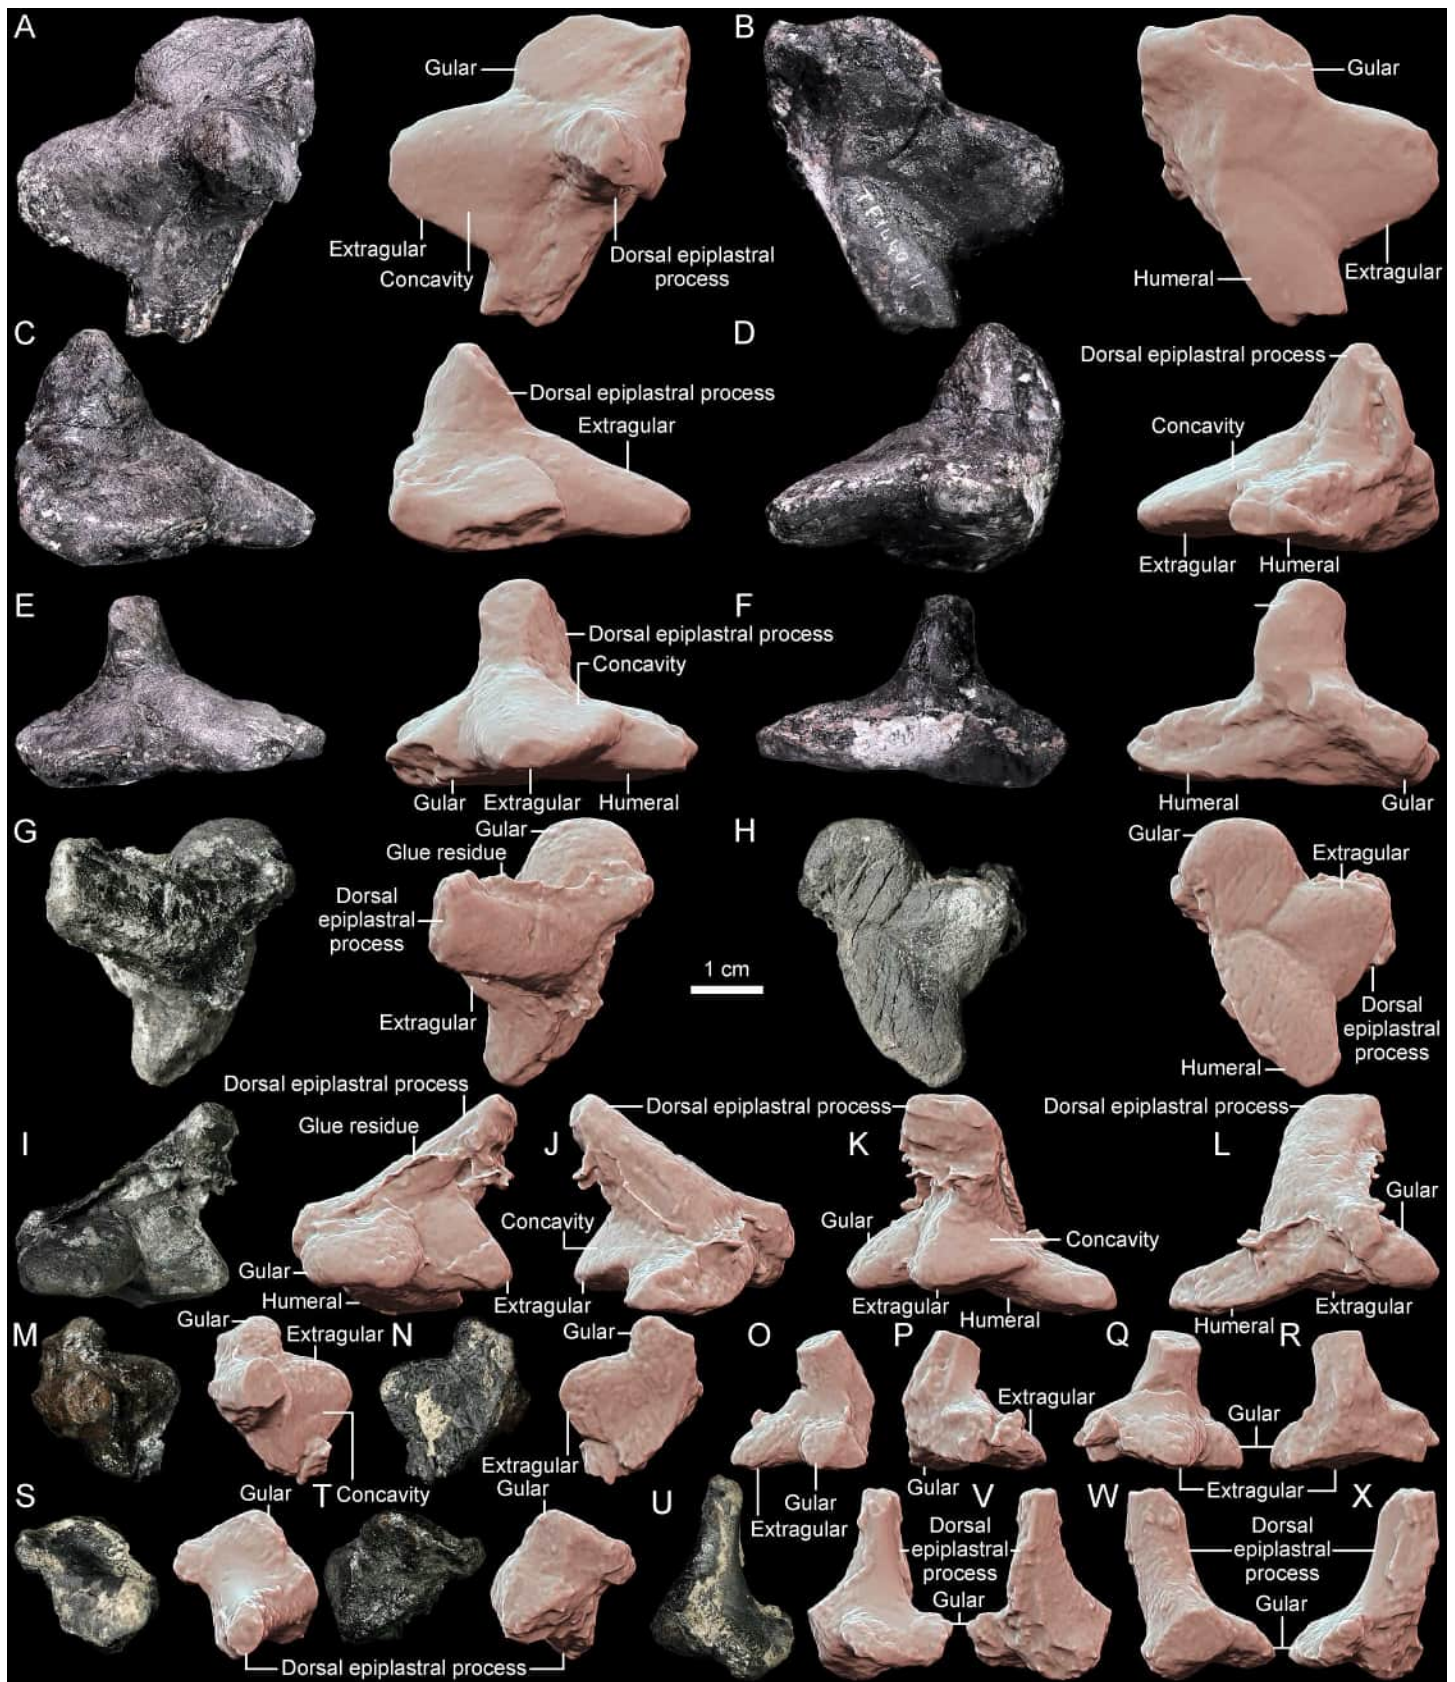 A
Gular
Extragular
Concavity
Dorsal epiplastral
process
B
TFIL60 11
Gular
Humeral
Extragular
C
Dorsal epiplastral process
Extragular
D
Dorsal epiplastral process
Concavity
Extragular
Humeral
E
Dorsal epiplastral process
Concavity
Gular
Extragular
Humeral
F
Humeral
Gular
G
Gular
Glue residue
Dorsal
epiplastral
process
Extragular
1 cm
H
Gular
Extragular
Dorsal
epiplastral
process
Humeral
I
Dorsal epiplastral process
Glue residue
Gular
Humeral
Extragular
J
Dorsal epiplastral process
Concavity
K
Gular
Concavity
Extragular
Humeral
L
Dorsal epiplastral process
Gular
Extragular
Humeral
M
Gular
Extragular
Concavity
N
Gular
Extragular
O
Extragular
Gular
P
Extragular
Gular
Q
R
Gular
Extragular
S
Gular
T
Gular
Dorsal epiplastral process
U
V
Dorsal
epiplastral
process
Gular
W
X
Dorsal
epiplastral
process
Gular